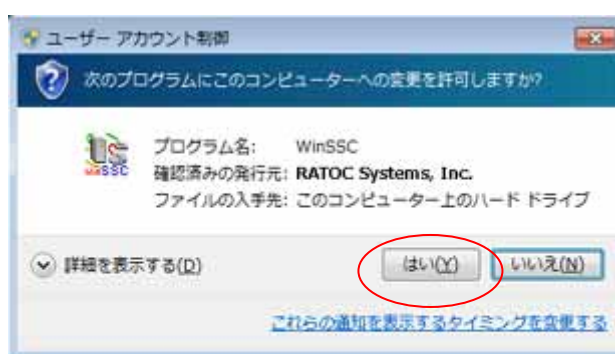 ユーザー アカウント制御
次のプログラムにこのコンピューターへの変更を許可しますか?
プログラム名: WinSSC
WinSSC
確認済みの発行元: RATOC Systems, Inc.
ファイルの入手先: このコンピューター上のハード ドライブ
詳細を表示する(D)
はい(Y)
いいえ(N)
これらの通知を表示するタイミングを変更する